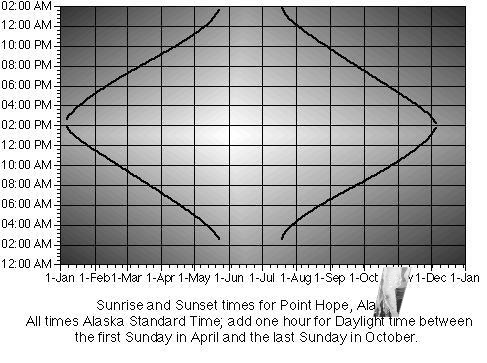 02:00 AM
12:00 AM
10:00 PM
08:00 PM
06:00 PM
04:00 PM
02:00 PM
12:00 PM
10:00 AM
08:00 AM
06:00 AM
04:00 AM
02:00 AM
12:00 AM
1-Jan 1-Feb 1-Mar 1-Apr 1-May 1-Jun 1-Jul 1-Aug 1-Sep 1-Oct 1-Dec 1-Jan
Sunrise and Sunset times for Point Hope,
All times Alaska Standard Time; add one hour for Daylight time between
the first Sunday in April and the last Sunday in October.